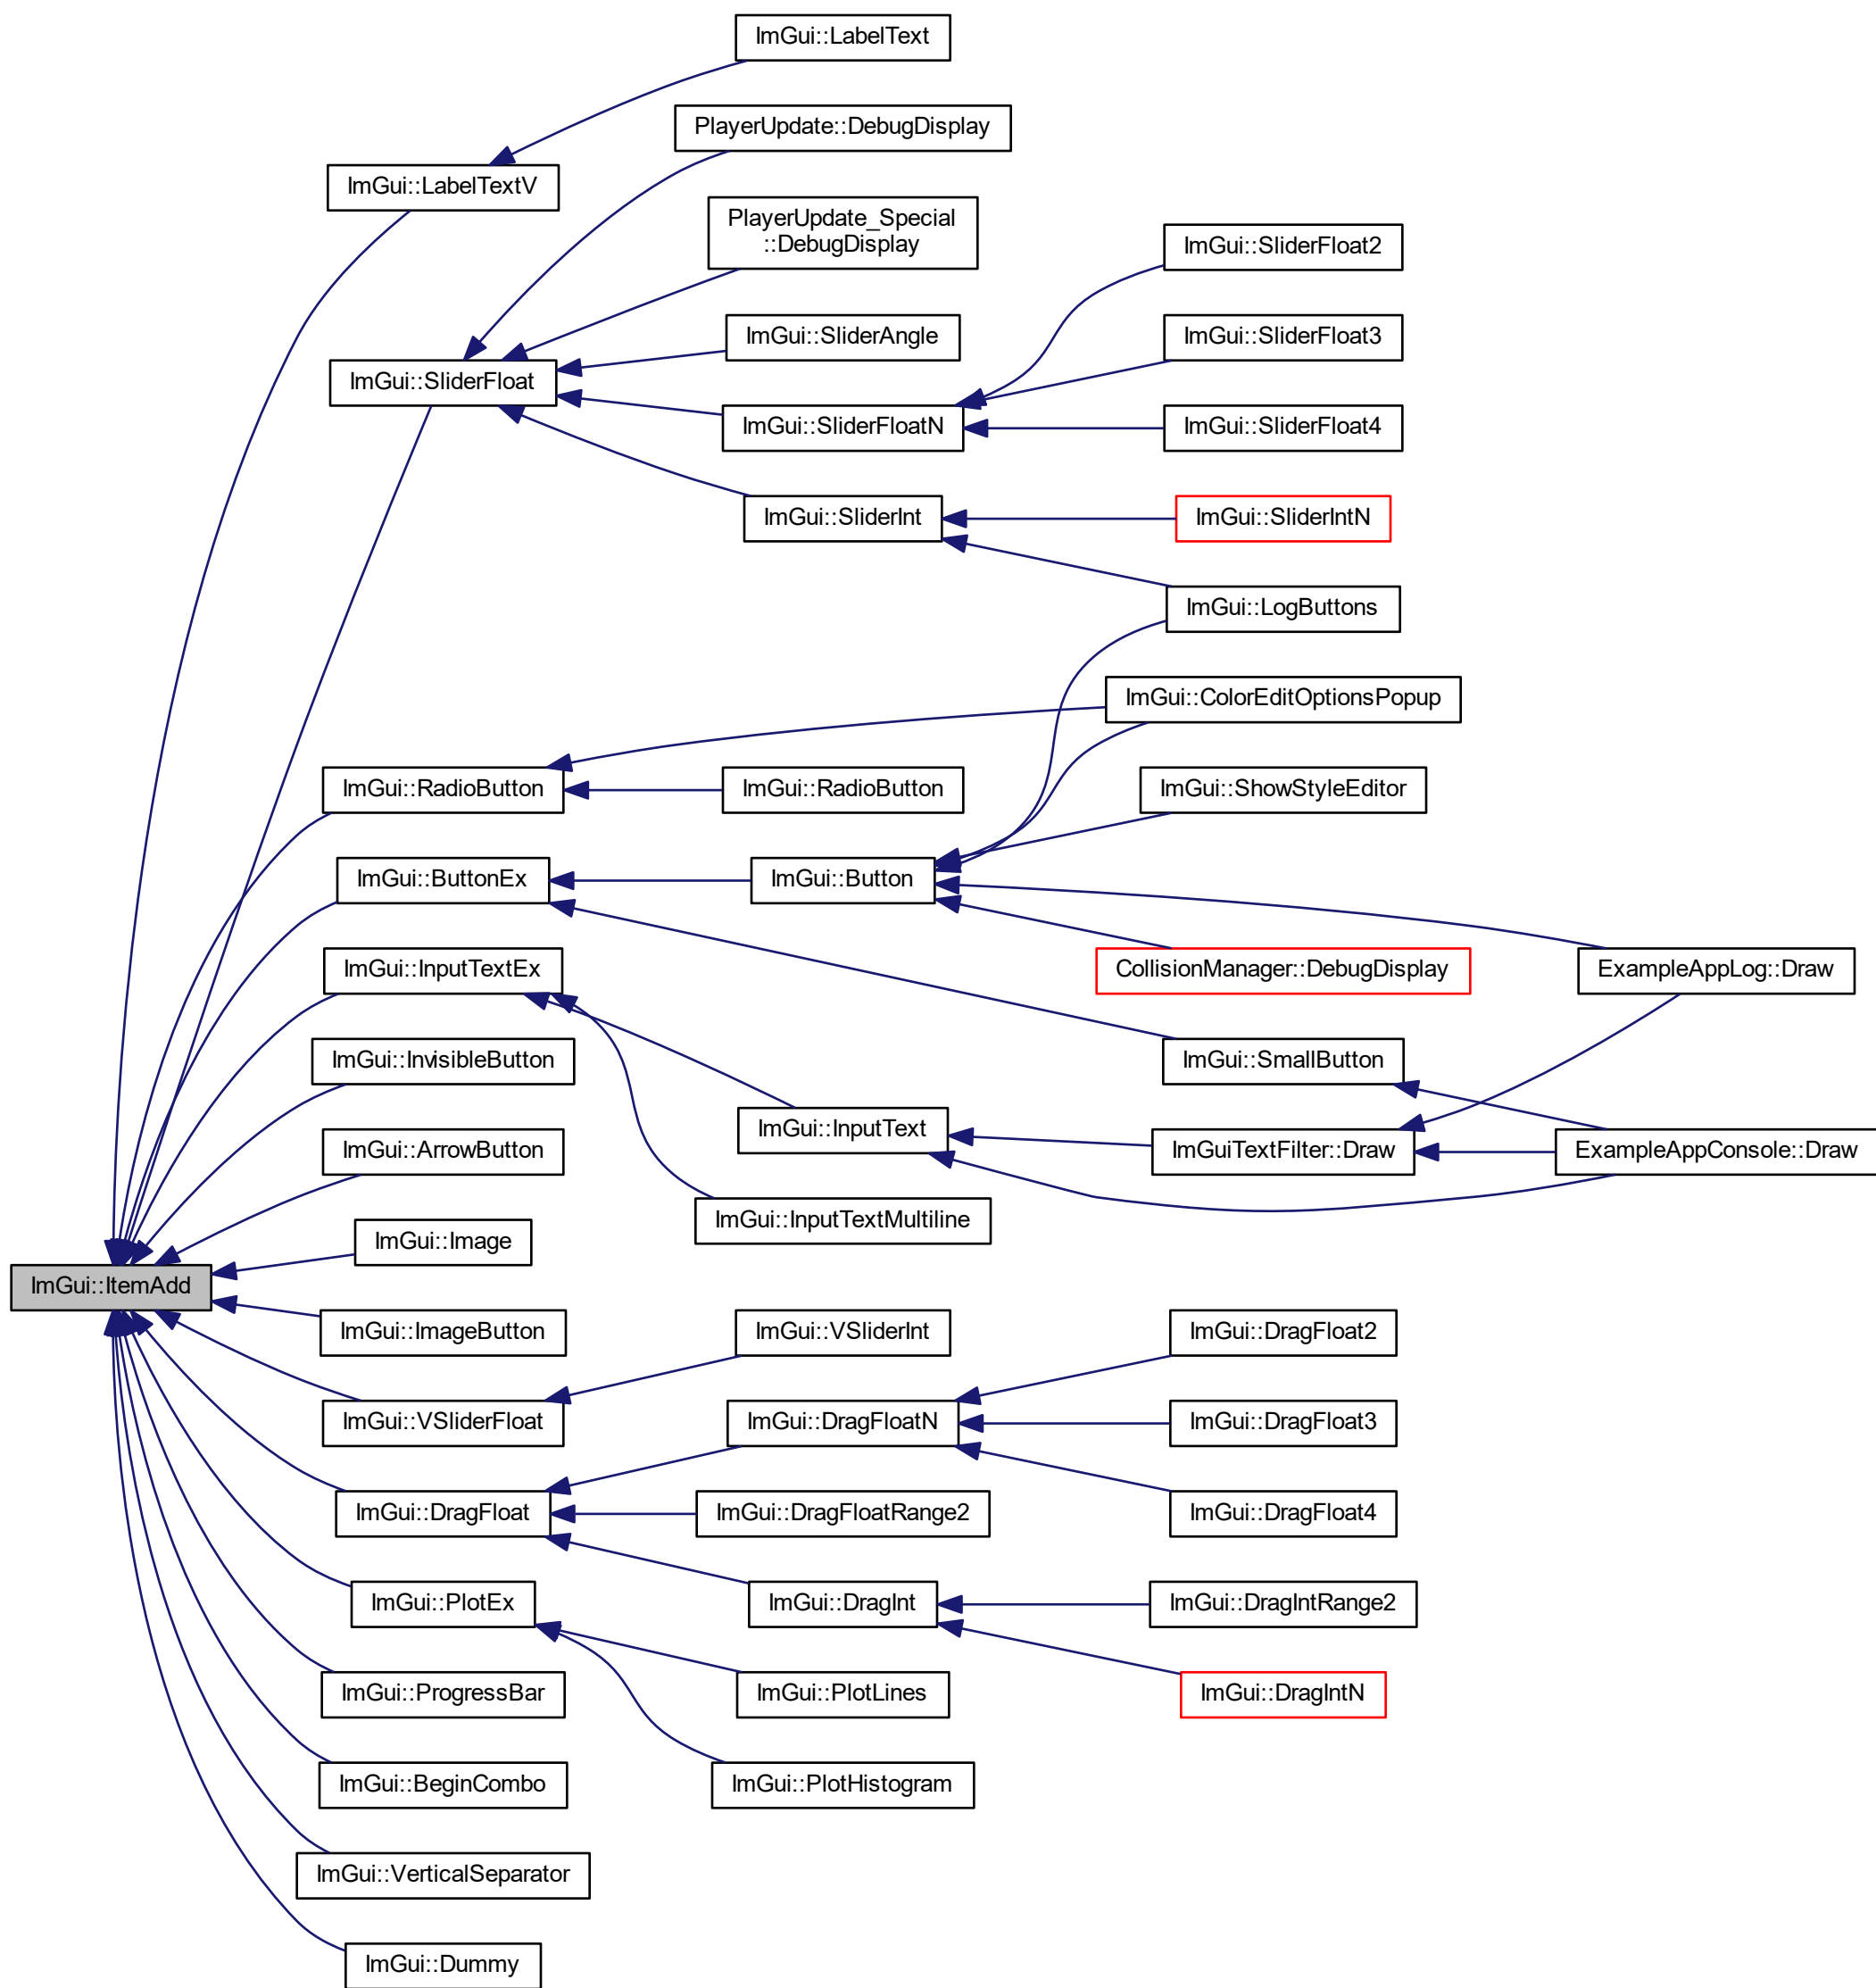 ImGui::LabelText
PlayerUpdate::DebugDisplay
ImGui::LabelTextV
PlayerUpdate_Special
::DebugDisplay
ImGui::SliderFloat2
ImGui::SliderAngle
ImGui::SliderFloat3
ImGui::SliderFloat
ImGui::SliderFloatN
ImGui::SliderFloat4
ImGui::SliderInt
ImGui::SliderIntN
ImGui::LogButtons
ImGui::ColorEditOptionsPopup
ImGui::RadioButton
ImGui::RadioButton
ImGui::ShowStyleEditor
ImGui::ButtonEx
ImGui::Button
ImGui::InputTextEx
CollisionManager::DebugDisplay
ExampleAppLog::Draw
ImGui::InvisibleButton
ImGui::SmallButton
ImGui::ArrowButton
ImGui::InputText
ImGuiTextFilter::Draw
ExampleAppConsole::Draw
ImGui::InputTextMultiline
ImGui::Image
ImGui::ItemAdd
ImGui::ImageButton
ImGui::VSliderInt
ImGui::DragFloat2
ImGui::VSliderFloat
ImGui::DragFloatN
ImGui::DragFloat3
ImGui::DragFloat
ImGui::DragFloatRange2
ImGui::DragFloat4
ImGui::PlotEx
ImGui::DragInt
ImGui::DragIntRange2
ImGui::ProgressBar
ImGui::PlotLines
ImGui::DragIntN
ImGui::BeginCombo
ImGui::PlotHistogram
ImGui::VerticalSeparator
ImGui::Dummy